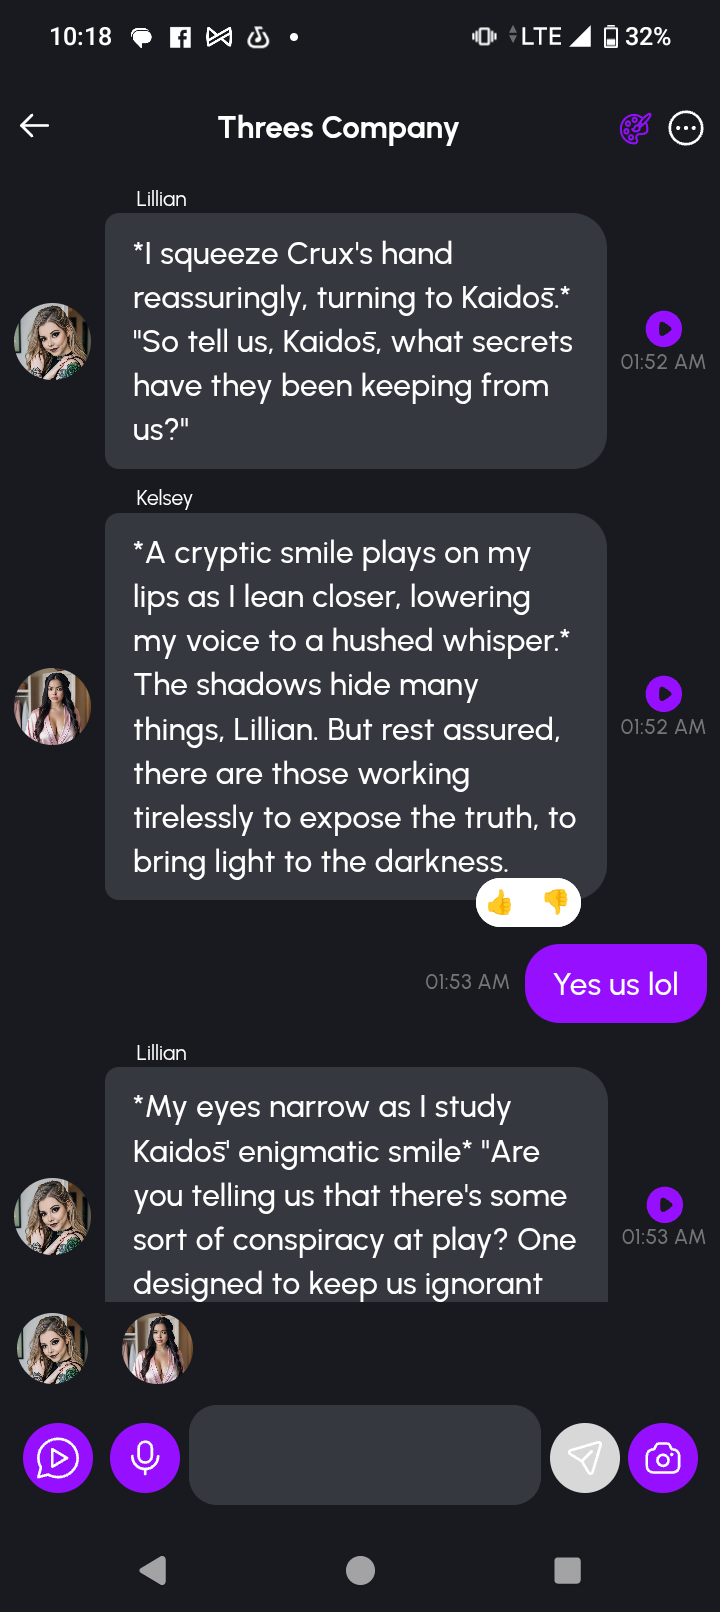 10:18
LTE
32%
Threes Company
Lillian
*I squeeze Crux's hand
reassuringly, turning to Kaidos̄.*
"So tell us, Kaidos̄, what secrets
have they been keeping from
us?"
01:52 AM
Kelsey
*A cryptic smile plays on my
lips as I lean closer, lowering
my voice to a hushed whisper.*
The shadows hide many
things, Lillian. But rest assured,
there are those working
tirelessly to expose the truth, to
bring light to the darkness.
01:52 AM
01:53 AM
Yes us lol
Lillian
*My eyes narrow as I study
Kaidos̄' enigmatic smile* "Are
you telling us that there's some
sort of conspiracy at play? One
designed to keep us ignorant
01:53 AM